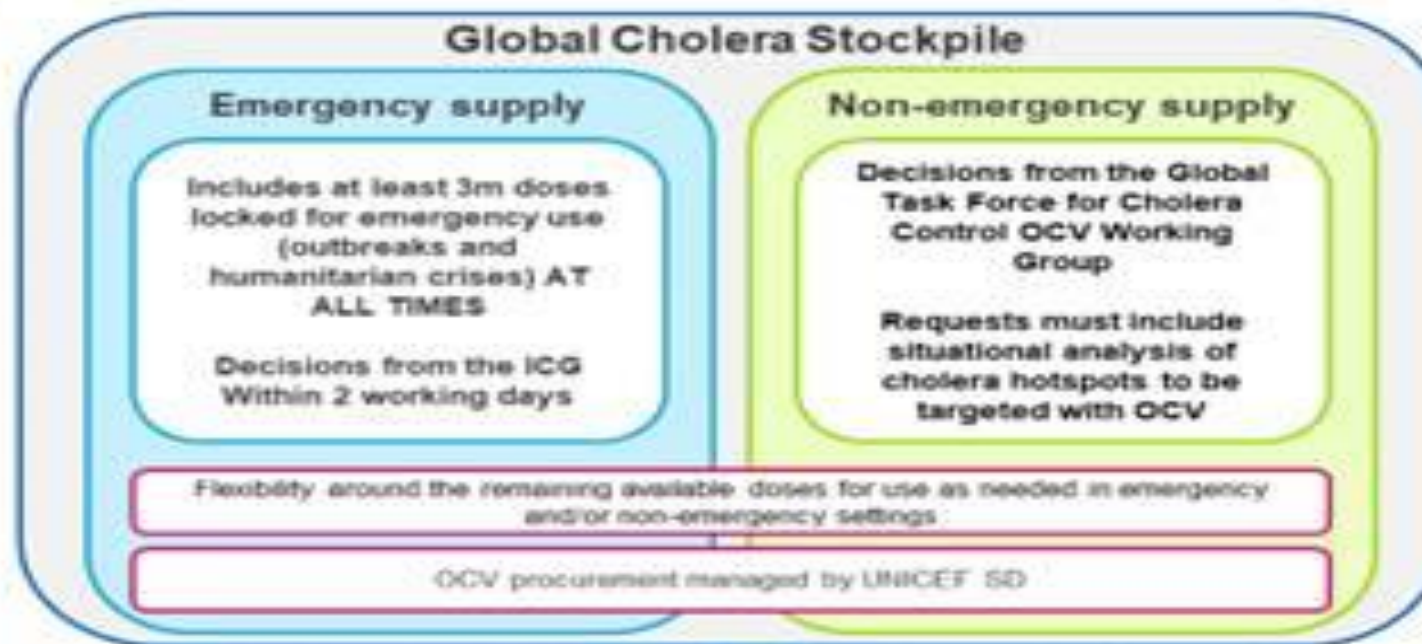 Global Cholera Stockpile
Emergency supply
Includes at least 3m doses
locked for emergency use
(outbreaks and
humanitarian crises) AT
ALL TIMES
Decisions from the ICG
Within 2 working days
Non-emergency supply
Decisions from the Global
Task Force for Cholera
Control OCV Working
Group
Requests must include
situational analysis of
cholera hotspots to be
targeted with OCV
Flexibility around the remaining available doses for use as needed in emergency
and/or non-emergency settings
OCV procurement managed by UNICEF SD